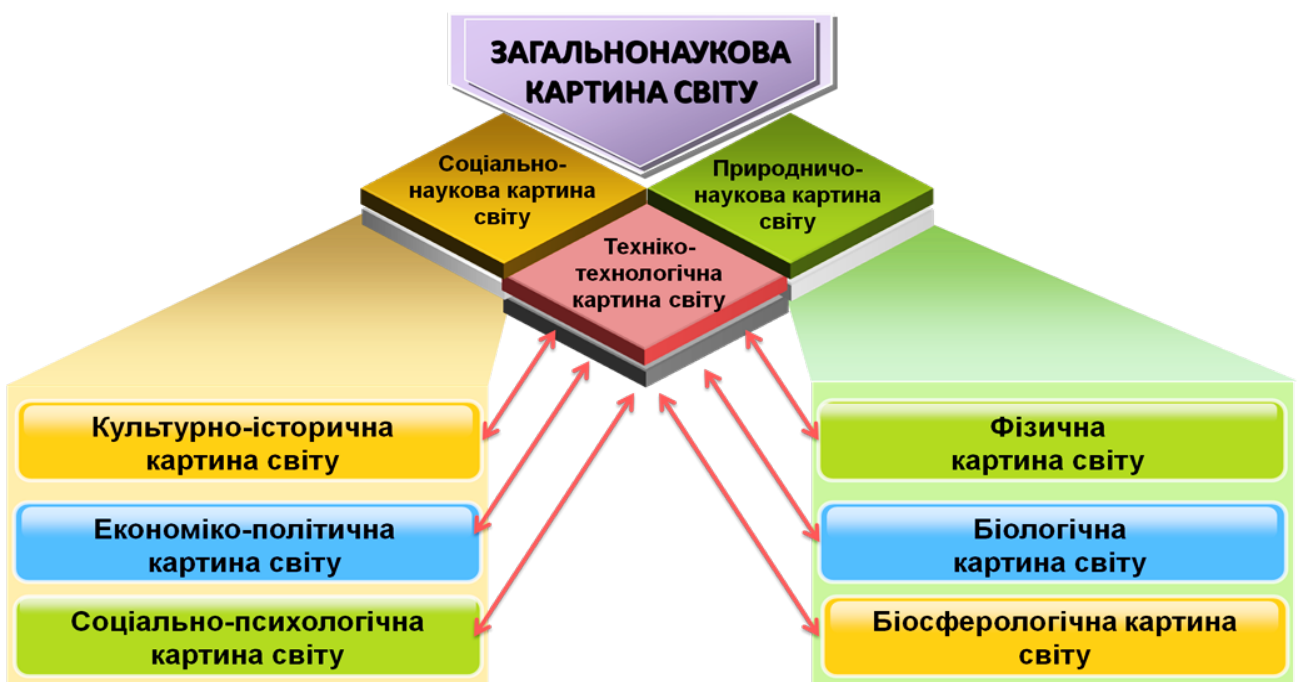 ЗАГАЛЬНОНАУКОВА
КАРТИНА СВІТУ
Соціально-
наукова картина
світу
Природничо-
наукова картина
світу
Техніко-
технологічна
картина світу
Культурно-історична
картина світу
Економіко-політична
картина світу
Соціально-психологічна
картина світу
Фізична
картина світу
Біологічна
картина світу
Біосферологічна картина
світу